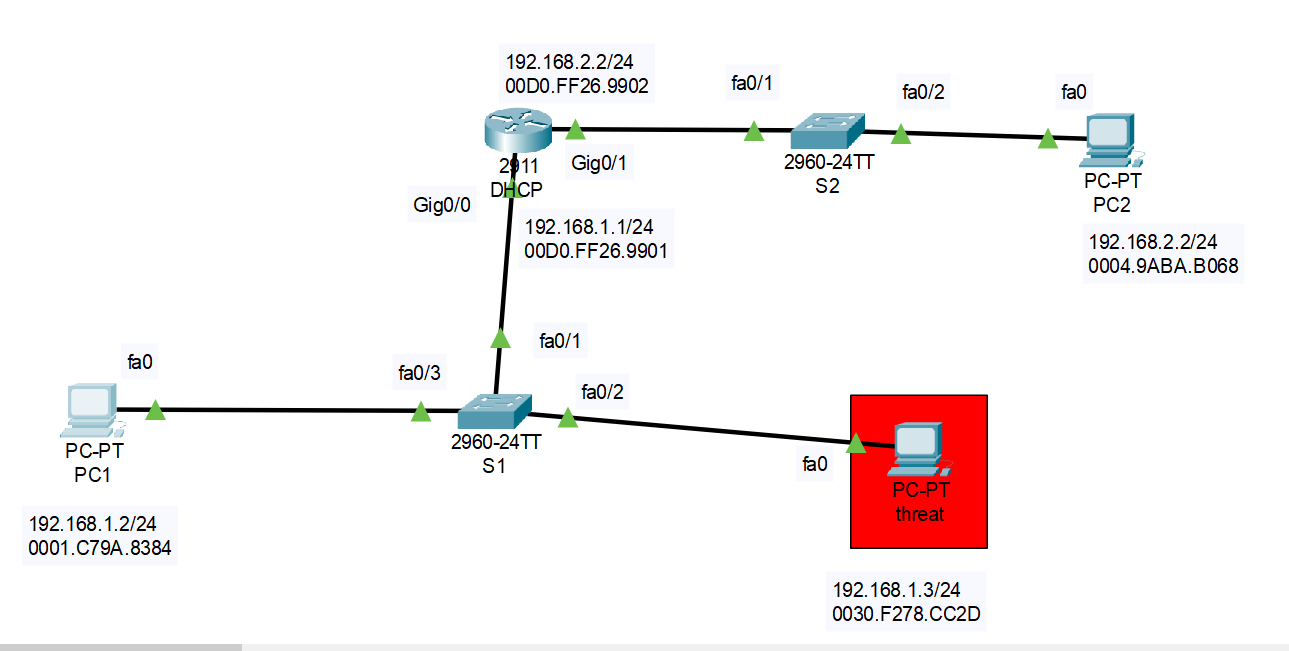 192.168.2.2/24
00D0.FF26.9902
fa0/1
fa0/2
fa0
2911
DHCP
Gig0/1
2960-24TT
S2
PC-PT
PC2
Gig0/0
192.168.1.1/24
00D0.FF26.9901
192.168.2.2/24
0004.9ABA.B068
fa0
fa0/3
fa0/1
fa0/2
PC-PT
PC1
2960-24TT
S1
fa0
PC-PT
threat
192.168.1.2/24
0001.C79A.8384
192.168.1.3/24
0030.F278.CC2D